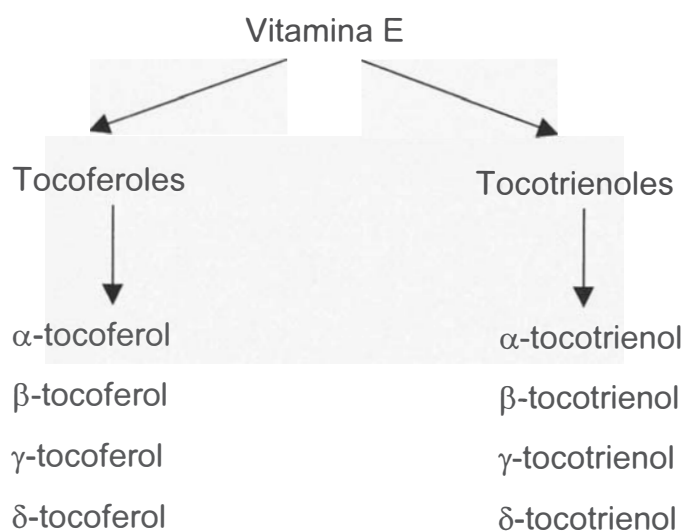 Vitamina E
Tocoferoles
Tocotrienoles
α-tocoferol
α-tocotrienol
β-tocoferol
β-tocotrienol
γ-tocoferol
γ-tocotrienol
δ-tocoferol
δ-tocotrienol